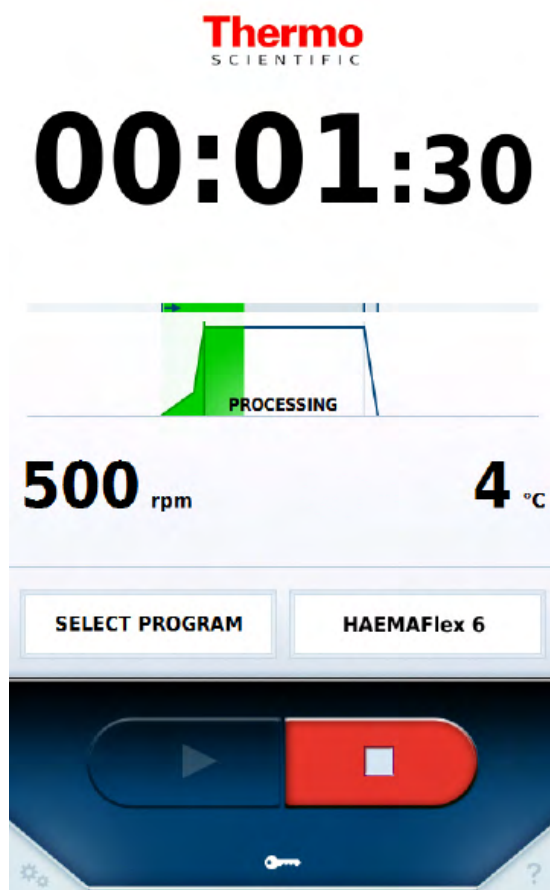 Thermo
SCIENTIFIC
00:01:30
PROCESSING
500 rpm
4 °C
SELECT PROGRAM
HAEMAFlex 6
?